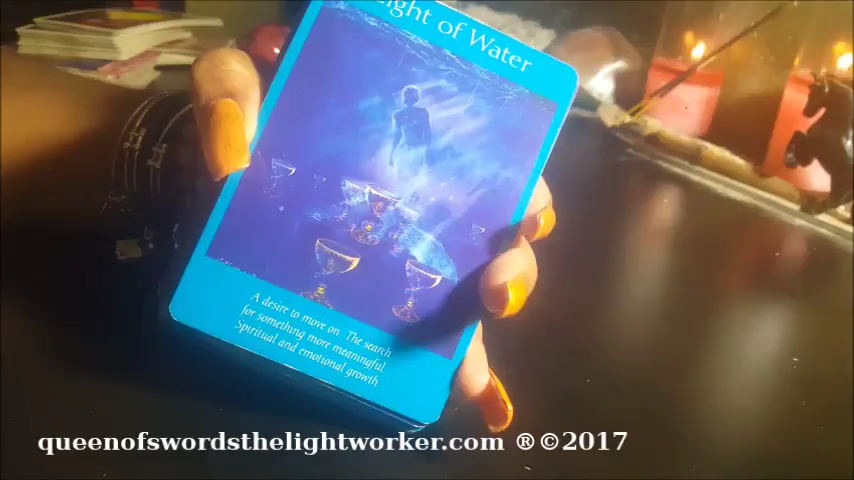 ight of Water
A desire to move on. The search
for something more meaningful.
Spiritual and emotional growth.
queenofswordsthelightworker.com ®©2017